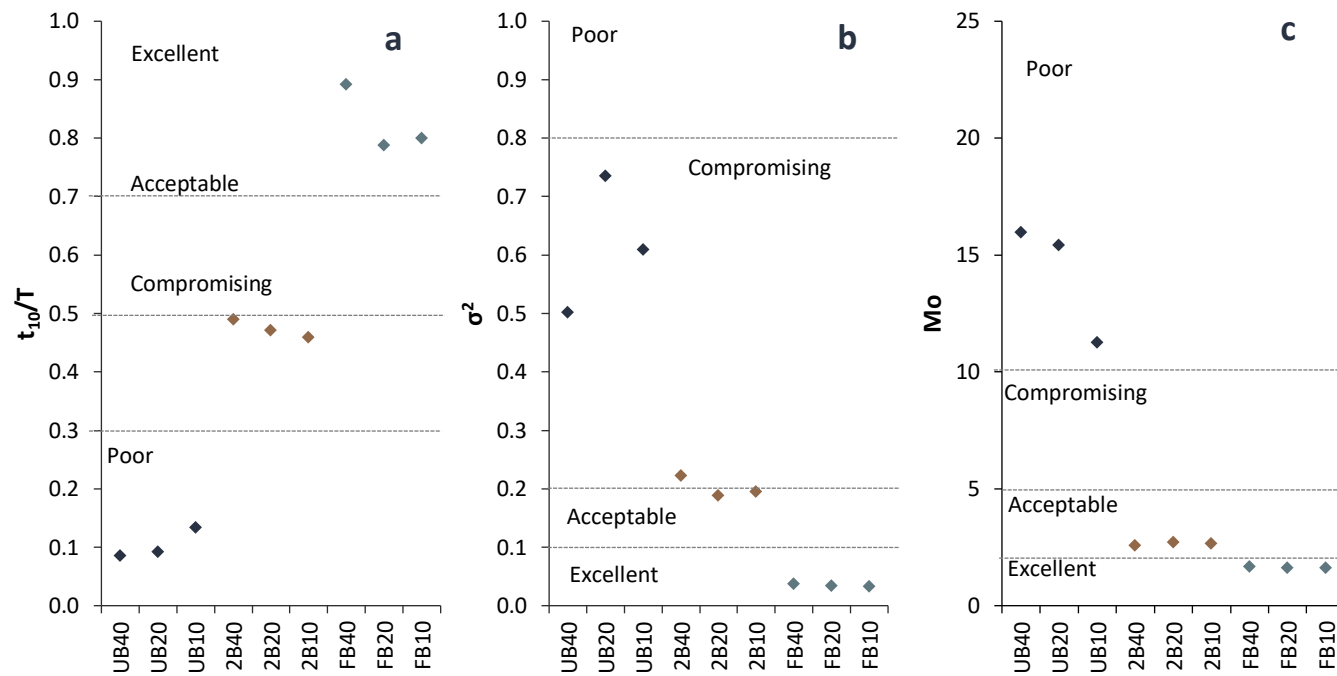 a
t₁₀/T
1.0
0.9
0.8
0.7
0.6
0.5
0.4
0.3
0.2
0.1
0.0
Excellent
Acceptable
Compromising
Poor
UB40
UB20
UB10
2B40
2B20
2B10
FB40
FB20
FB10
b
σ²
1.0
0.9
0.8
0.7
0.6
0.5
0.4
0.3
0.2
0.1
0.0
Poor
Compromising
Acceptable
Excellent
UB40
UB20
UB10
2B40
2B20
2B10
FB40
FB20
FB10
c
Mo
25
20
15
10
5
0
Poor
Compromising
Acceptable
Excellent
UB40
UB20
UB10
2B40
2B20
2B10
FB40
FB20
FB10